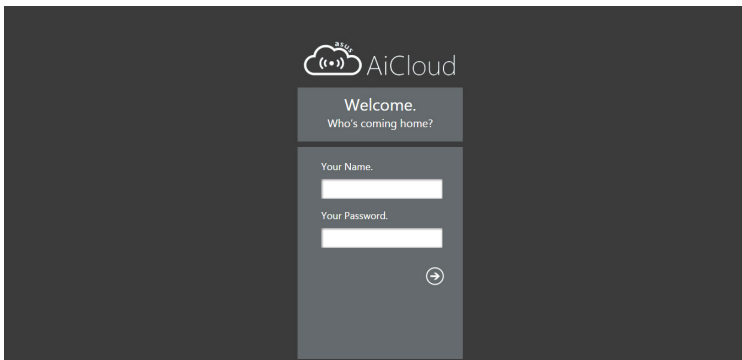 asus
AiCloud
Welcome.
Who's coming home?
Your Name.
Your Password.